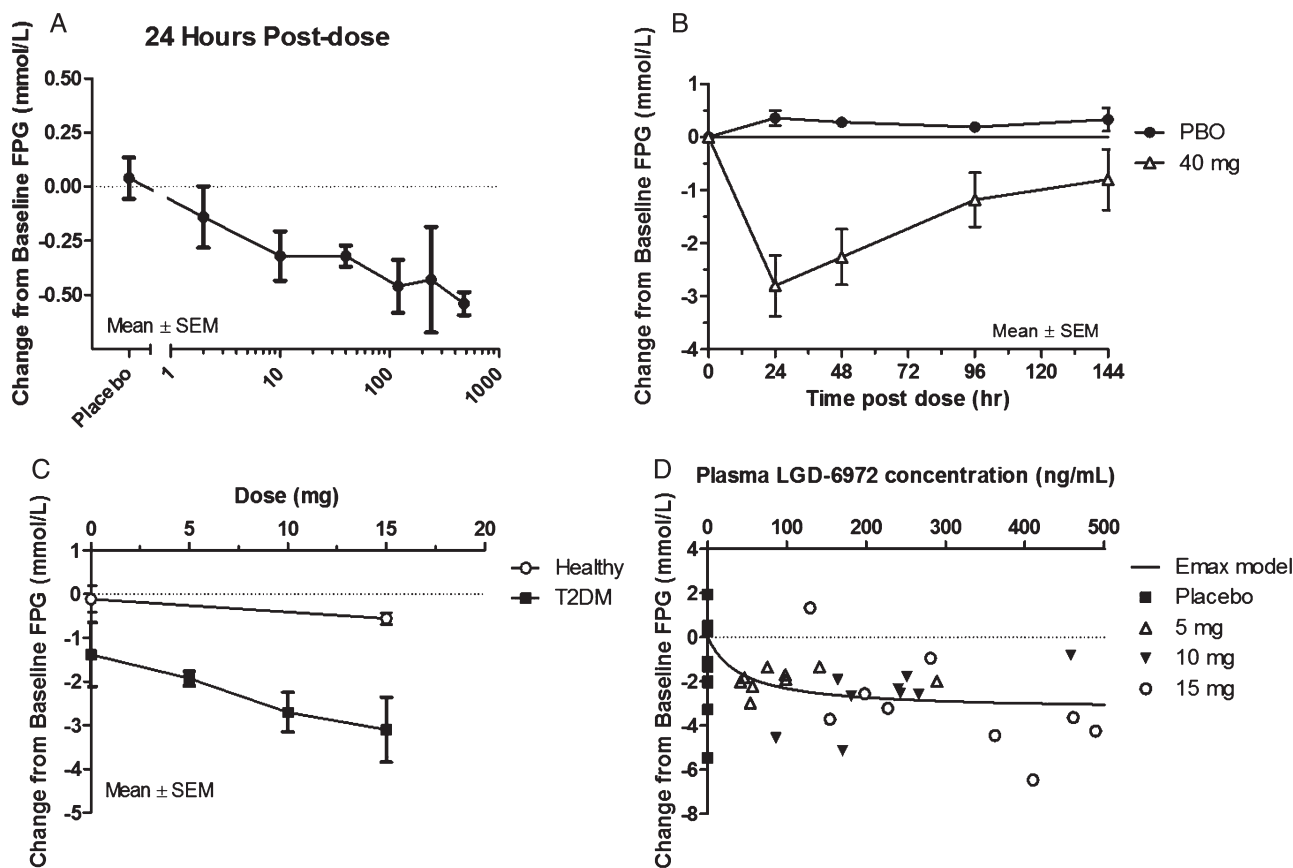 A
24 Hours Post-dose
Change from Baseline FPG (mmol/L)
0.50
0.25
0.00
-0.25
-0.50
Mean ± SEM
Placebo
1
10
100
1000
B
Change from Baseline FPG (mmol/L)
1
0
-1
-2
-3
-4
0 24 48 72 96 120 144
Time post dose (hr)
Mean ± SEM
PBO
40 mg
C
Dose (mg)
0 5 10 15 20
Change from Baseline FPG (mmol/L)
1
0
-1
-2
-3
-4
-5
Mean ± SEM
Healthy
T2DM
D
Plasma LGD-6972 concentration (ng/mL)
0 100 200 300 400 500
Change from Baseline FPG (mmol/L)
4
2
0
-2
-4
-6
-8
Emax model
Placebo
5 mg
10 mg
15 mg